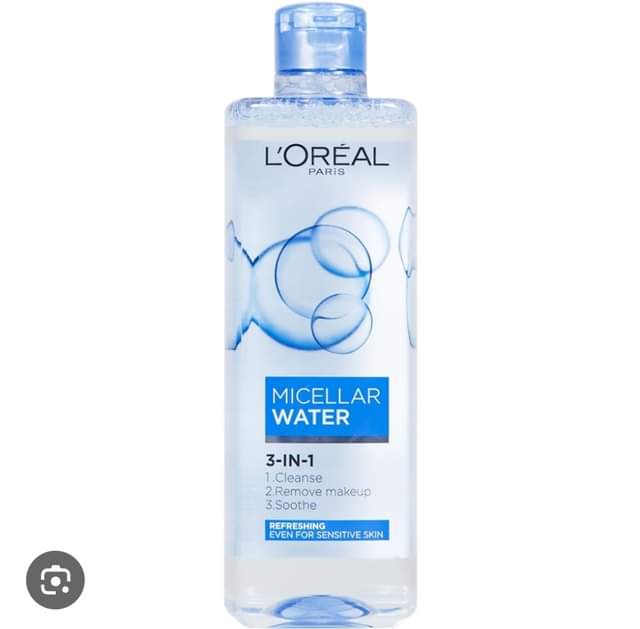 L'ORÉAL
PARiS
MICELLAR
WATER
3-IN-1
1.Cleanse
2.Remove makeup
3.Soothe
REFRESHING
EVEN FOR SENSITIVE SKIN